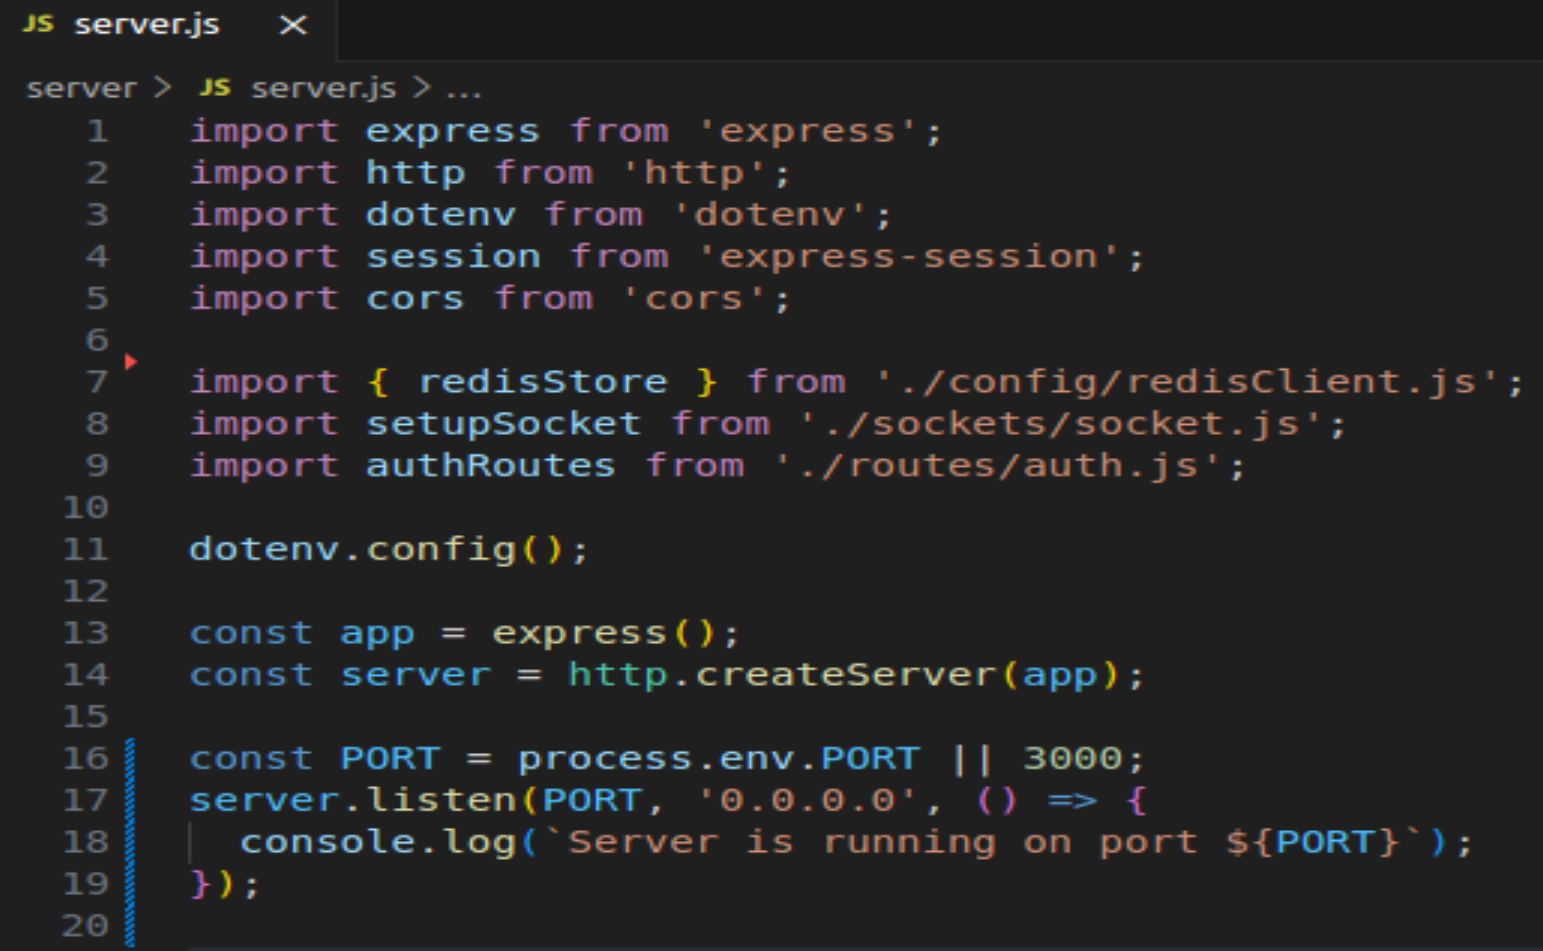 JS server.js ×
server > JS server.js > ...
1 import express from 'express';
2 import http from 'http';
3 import dotenv from 'dotenv';
4 import session from 'express-session';
5 import cors from 'cors';
6
7 import { redisStore } from './config/redisClient.js';
8 import setupSocket from './sockets/socket.js';
9 import authRoutes from './routes/auth.js';
10
11 dotenv.config();
12
13 const app = express();
14 const server = http.createServer(app);
15
16 const PORT = process.env.PORT || 3000;
17 server.listen(PORT, '0.0.0.0', () => {
18   console.log(`Server is running on port ${PORT}`);
19 });
20